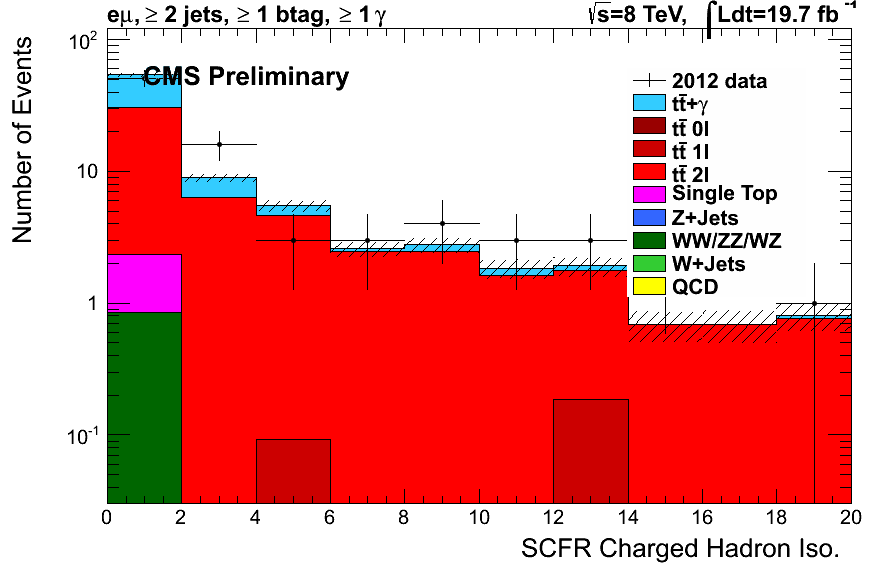 eμ, ≥ 2 jets, ≥ 1 btag, ≥ 1 γ
√s=8 TeV, ∫Ldt=19.7 fb⁻¹
CMS Preliminary
Number of Events
10²
10
1
10⁻¹
2012 data
tt̄+γ
tt̄ 0l
tt̄ 1l
tt̄ 2l
Single Top
Z+Jets
WW/ZZ/WZ
W+Jets
QCD
0 2 4 6 8 10 12 14 16 18 20
SCFR Charged Hadron Iso.